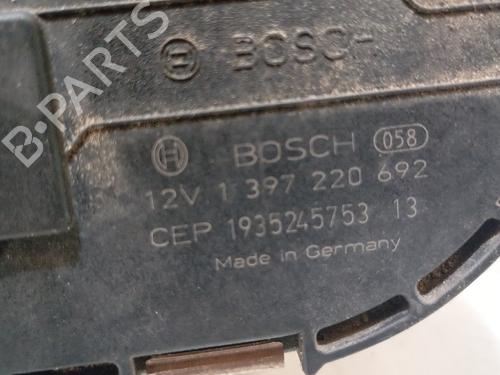 BOSCH
BOSCH 058
12V 1 397 220 692
CEP 1935245753 13
Made in Germany
B-PARTS